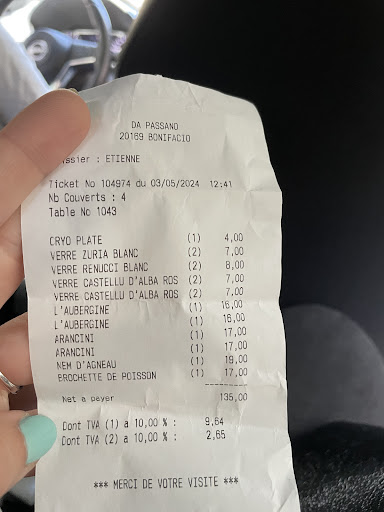 DA PASSANO
20169 BONIFACIO
ssier : ETIENNE
Ticket No 104974 du 03/05/2024 12:41
Nb Couverts : 4
Table No 1043
CRYO PLATE (1) 4,00
VERRE ZURIA BLANC (2) 7,00
VERRE RENUCCI BLANC (2) 8,00
VERRE CASTELLU D'ALBA ROS (2) 7,00
VERRE CASTELLU D'ALBA ROS (2) 7,00
L'AUBERGINE (1) 16,00
L'AUBERGINE (1) 16,00
ARANCINI (1) 17,00
ARANCINI (1) 17,00
NEM D'AGNEAU (1) 19,00
BROCHETTE DE POISSON (1) 17,00
----------
Net a payer 135,00
Dont TVA (1) a 10,00 % : 9,64
Dont TVA (2) a 10,00 % : 2,65
*** MERCI DE VOTRE VISITE ***